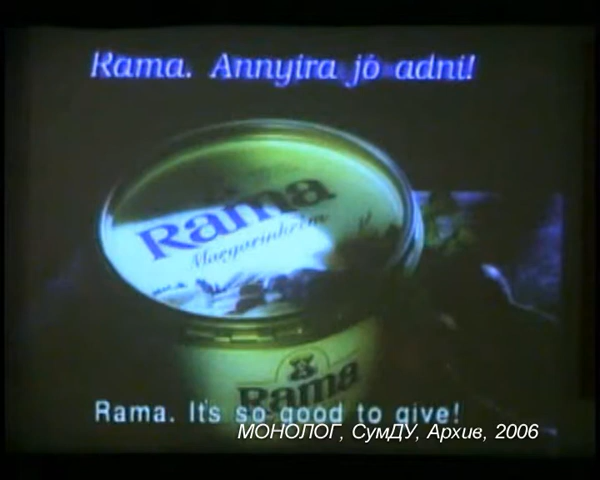 Rama. Annyira jó adni!
Rama
Margarinkrém
Rama
Rama. It's so good to give!
МОНОЛОГ, СумДУ, Архив, 2006